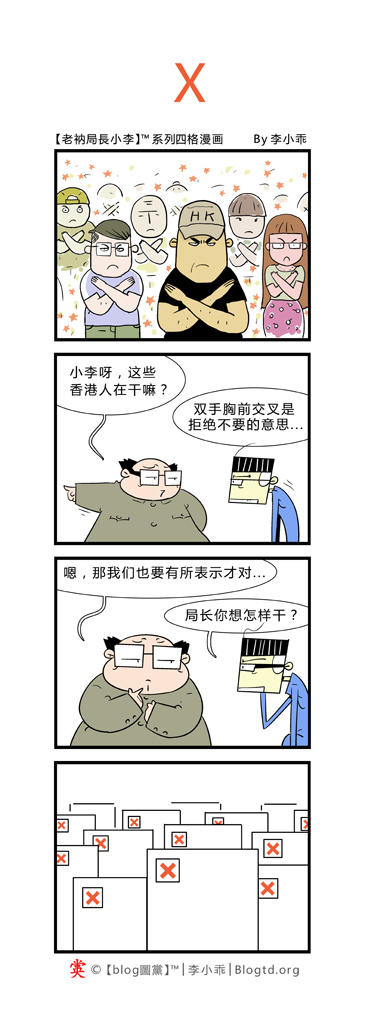 X
【老衲局長小李】™系列四格漫画 By 李小乖
HK
小李呀，这些
香港人在干嘛？
双手胸前交叉是
拒绝不要的意思...
嗯，那我们也要有所表示才对...
局长你想怎样干？
©【blog圖黨】™|李小乖|Blogtd.org